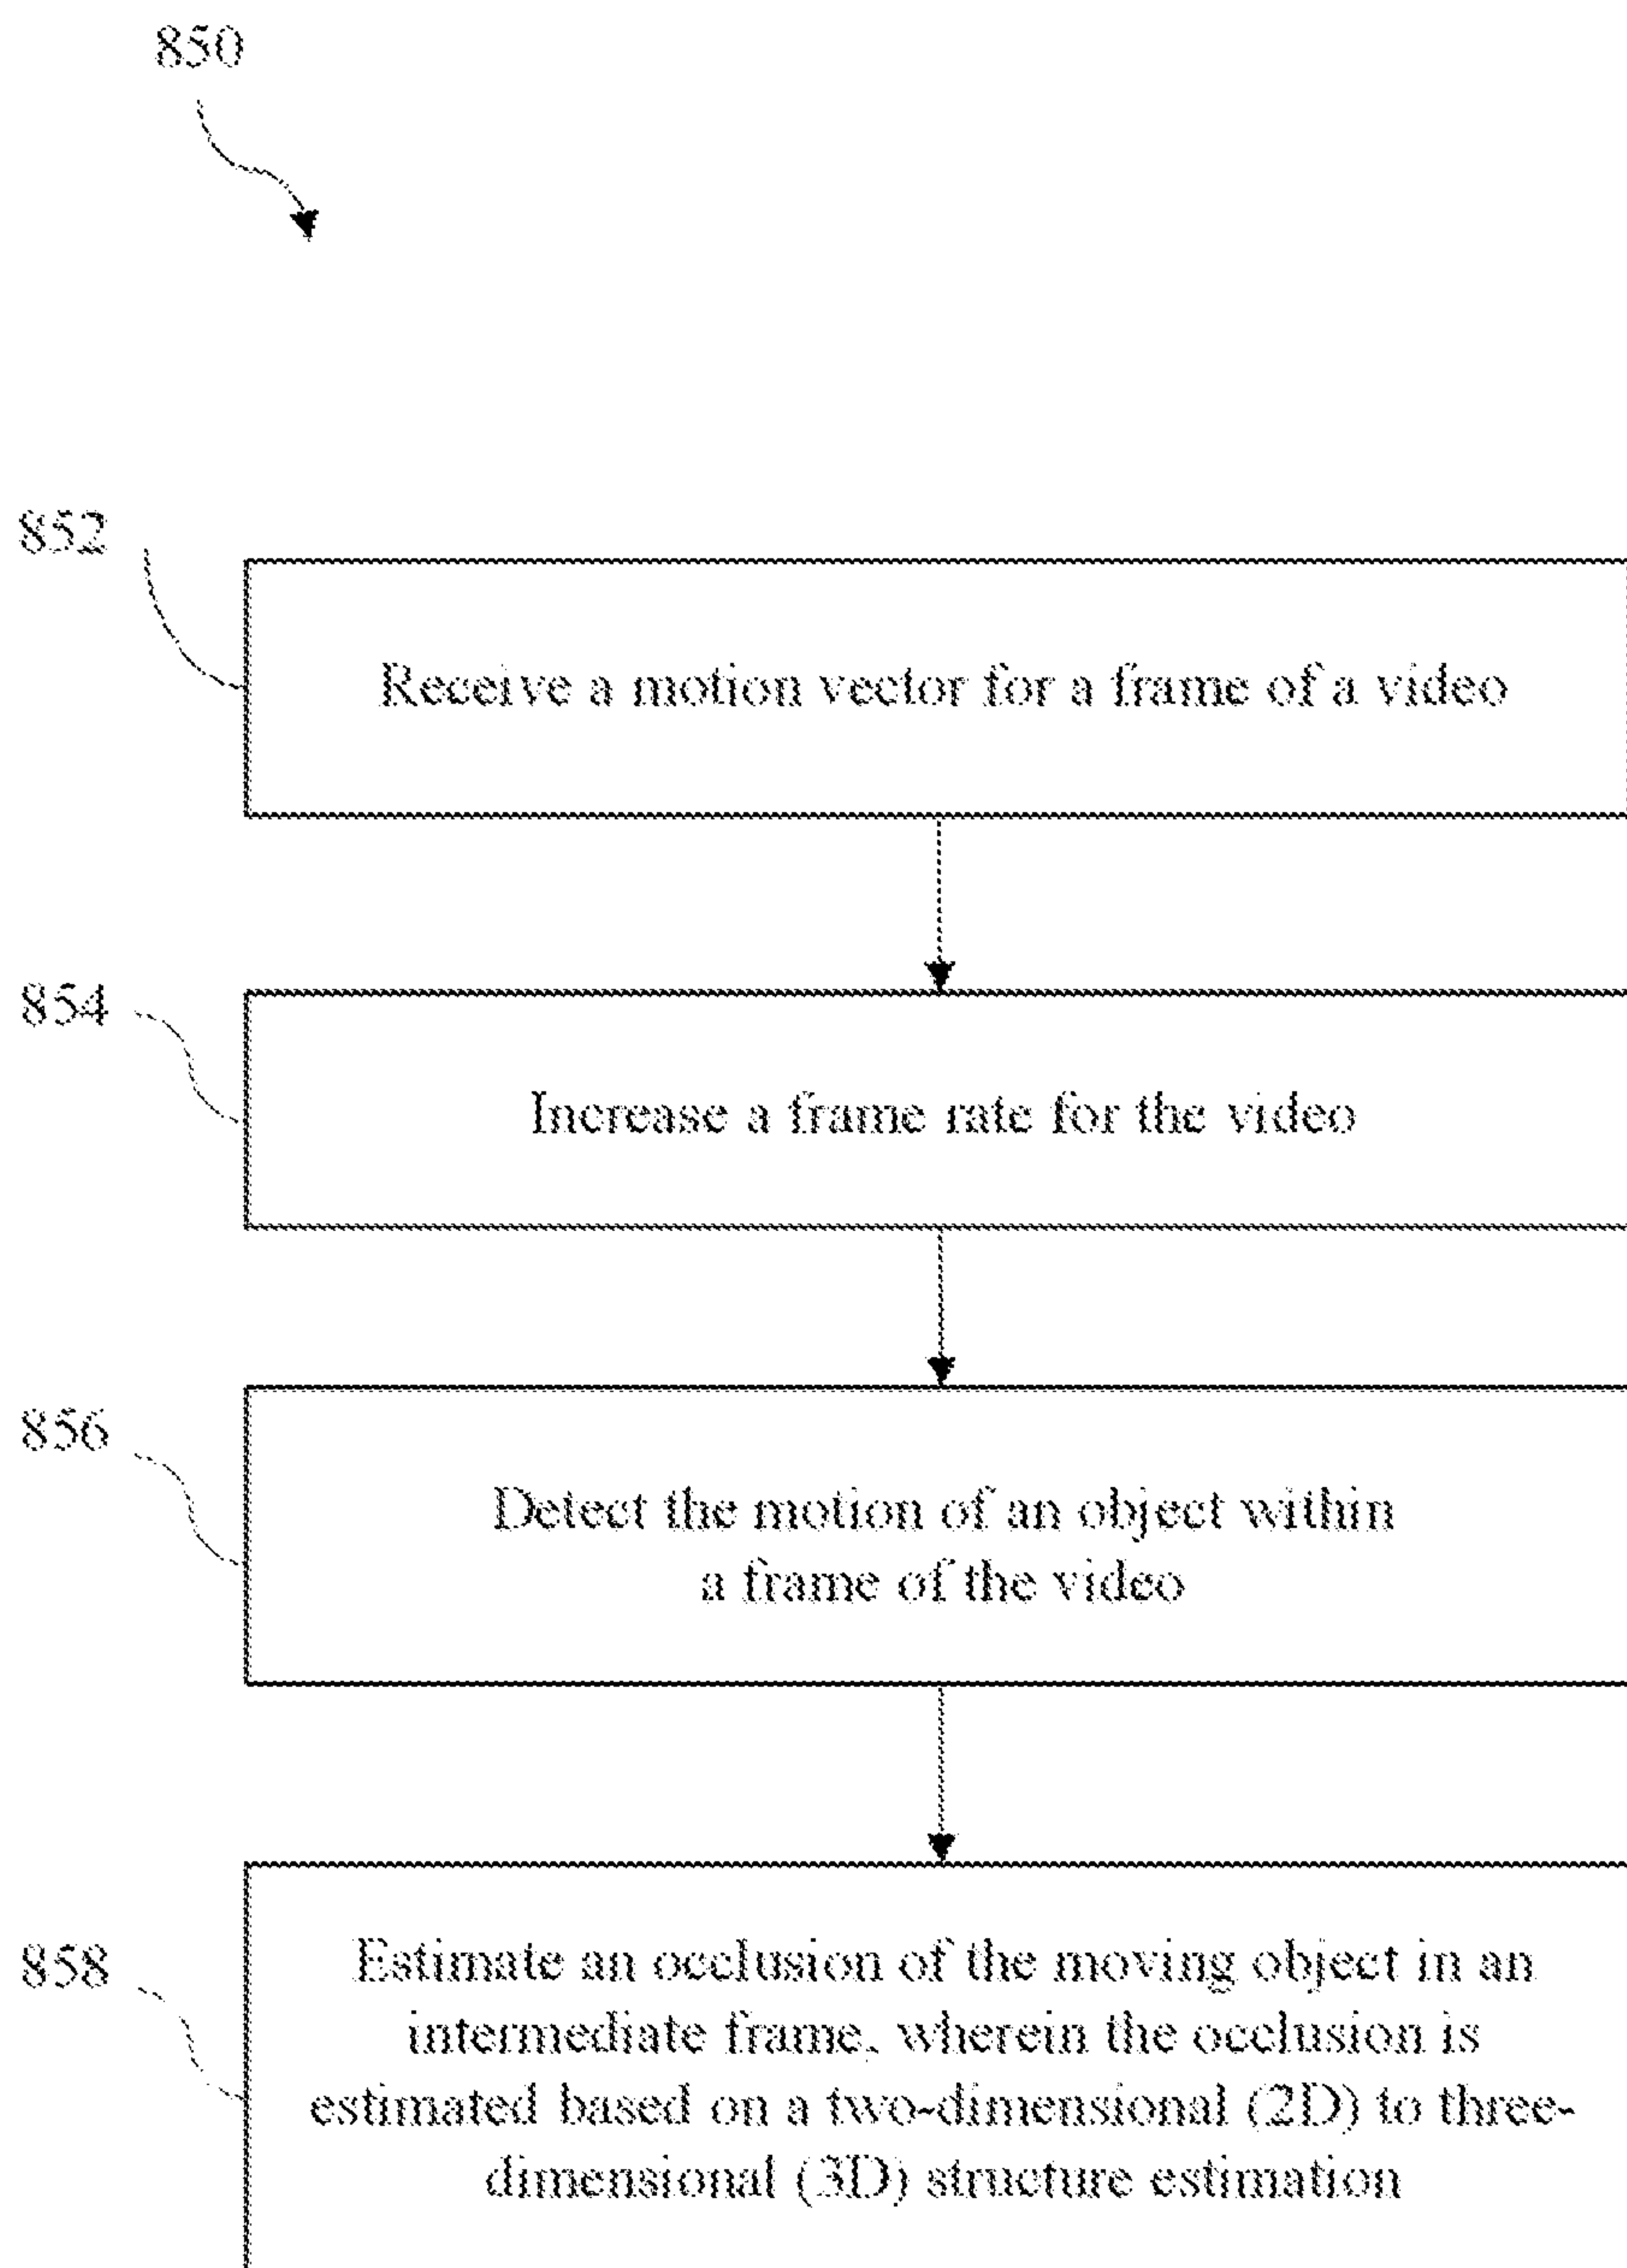 850
852
Receive a motion vector for a frame of a video
854
Increase a frame rate for the video
856
Detect the motion of an object within
a frame of the video
858
Estimate an occlusion of the moving object in an
intermediate frame, wherein the occlusion is
estimated based on a two-dimensional (2D) to three-
dimensional (3D) structure estimation